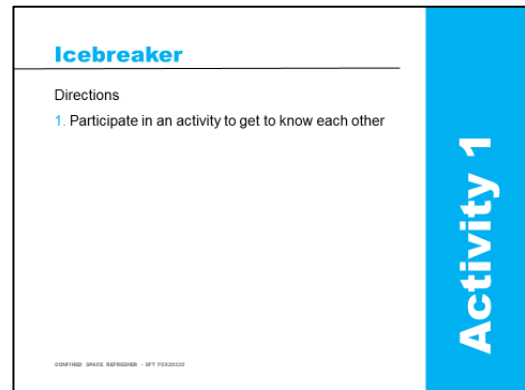 Icebreaker
Directions
1. Participate in an activity to get to know each other
Activity 1
CONFINED SPACE REFRESHER - SFT